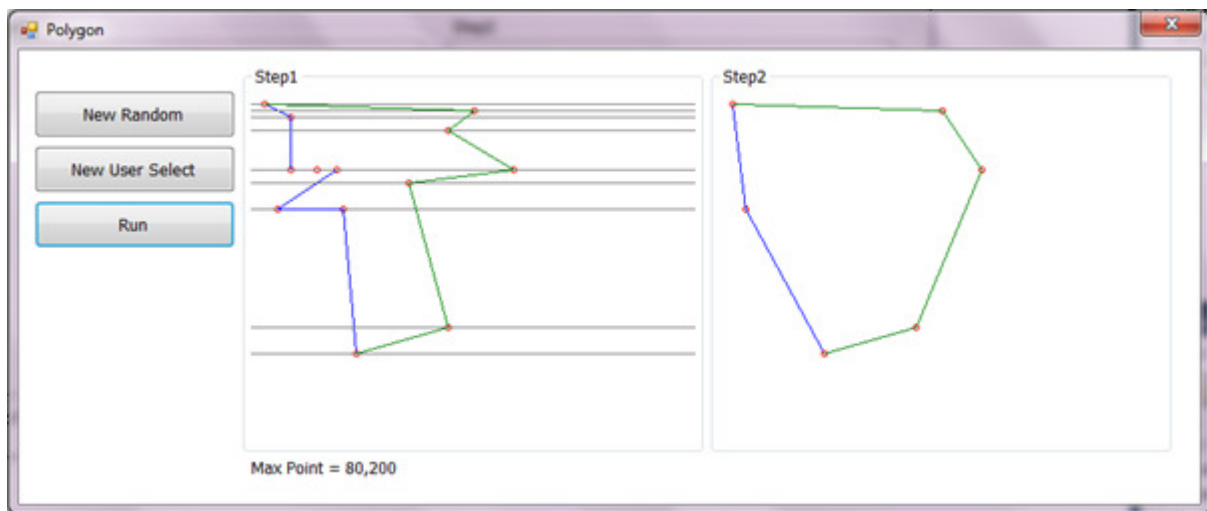 Polygon
New Random
New User Select
Run
Step1
Step2
Max Point = 80,200